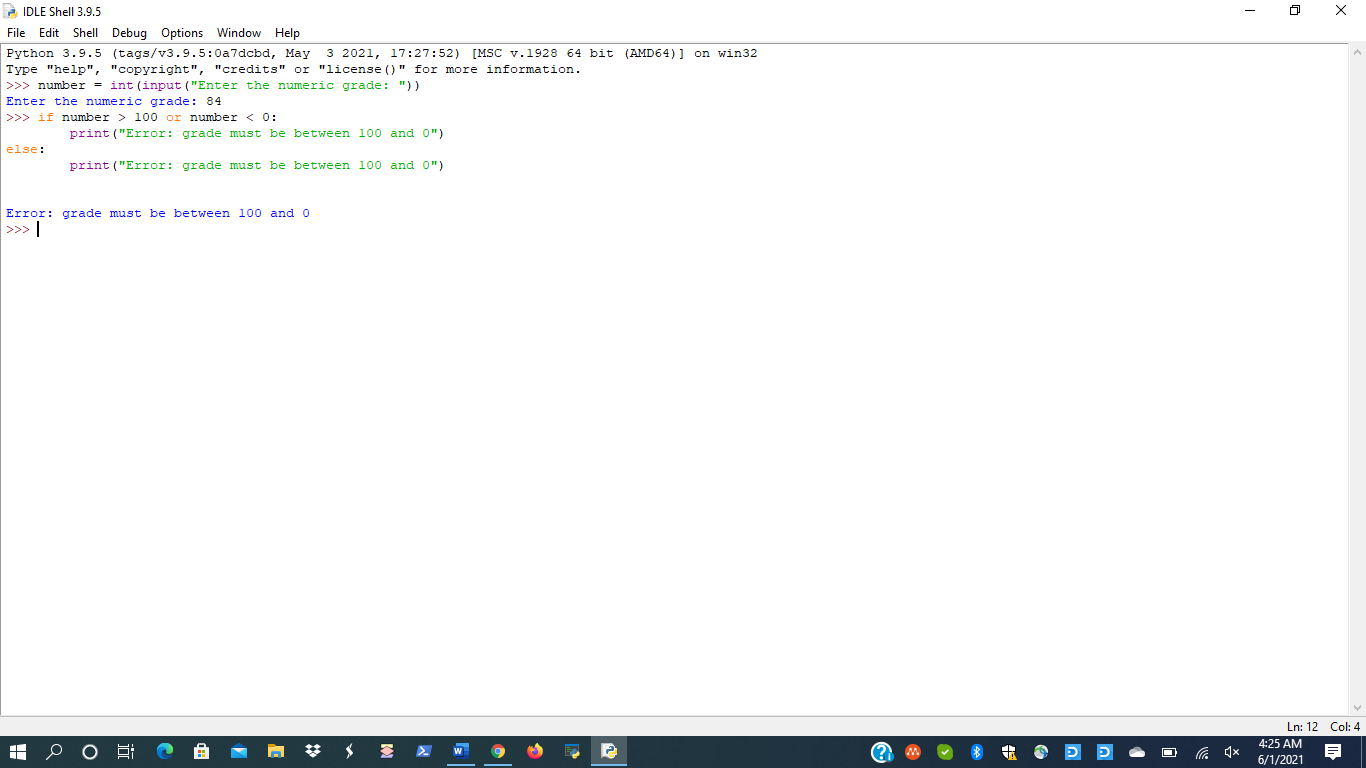 IDLE Shell 3.9.5
File Edit Shell Debug Options Window Help
Python 3.9.5 (tags/v3.9.5:0a7dcbd, May  3 2021, 17:27:52) [MSC v.1928 64 bit (AMD64)] on win32
Type "help", "copyright", "credits" or "license()" for more information.
>>> number = int(input("Enter the numeric grade: "))
Enter the numeric grade: 84
>>> if number > 100 or number < 0:
        print("Error: grade must be between 100 and 0")
else:
        print("Error: grade must be between 100 and 0")
Error: grade must be between 100 and 0
>>>
Ln: 12 Col: 4
4:25 AM
6/1/2021